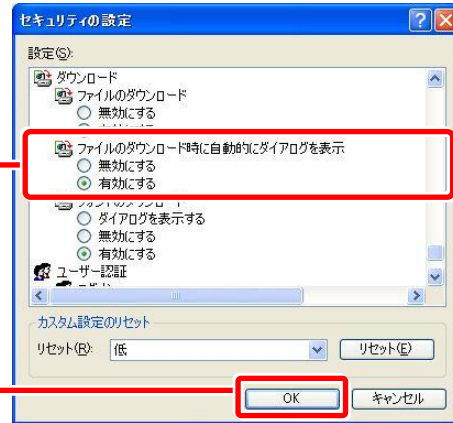 セキュリティの設定
設定(S):
ダウンロード
ファイルのダウンロード
無効にする
ファイルのダウンロード時に自動的にダイアログを表示
無効にする
有効にする
ダイアログを表示する
無効にする
有効にする
ユーザー認証
カスタム設定のリセット
リセット(R):
低
リセット(E)
OK
キャンセル